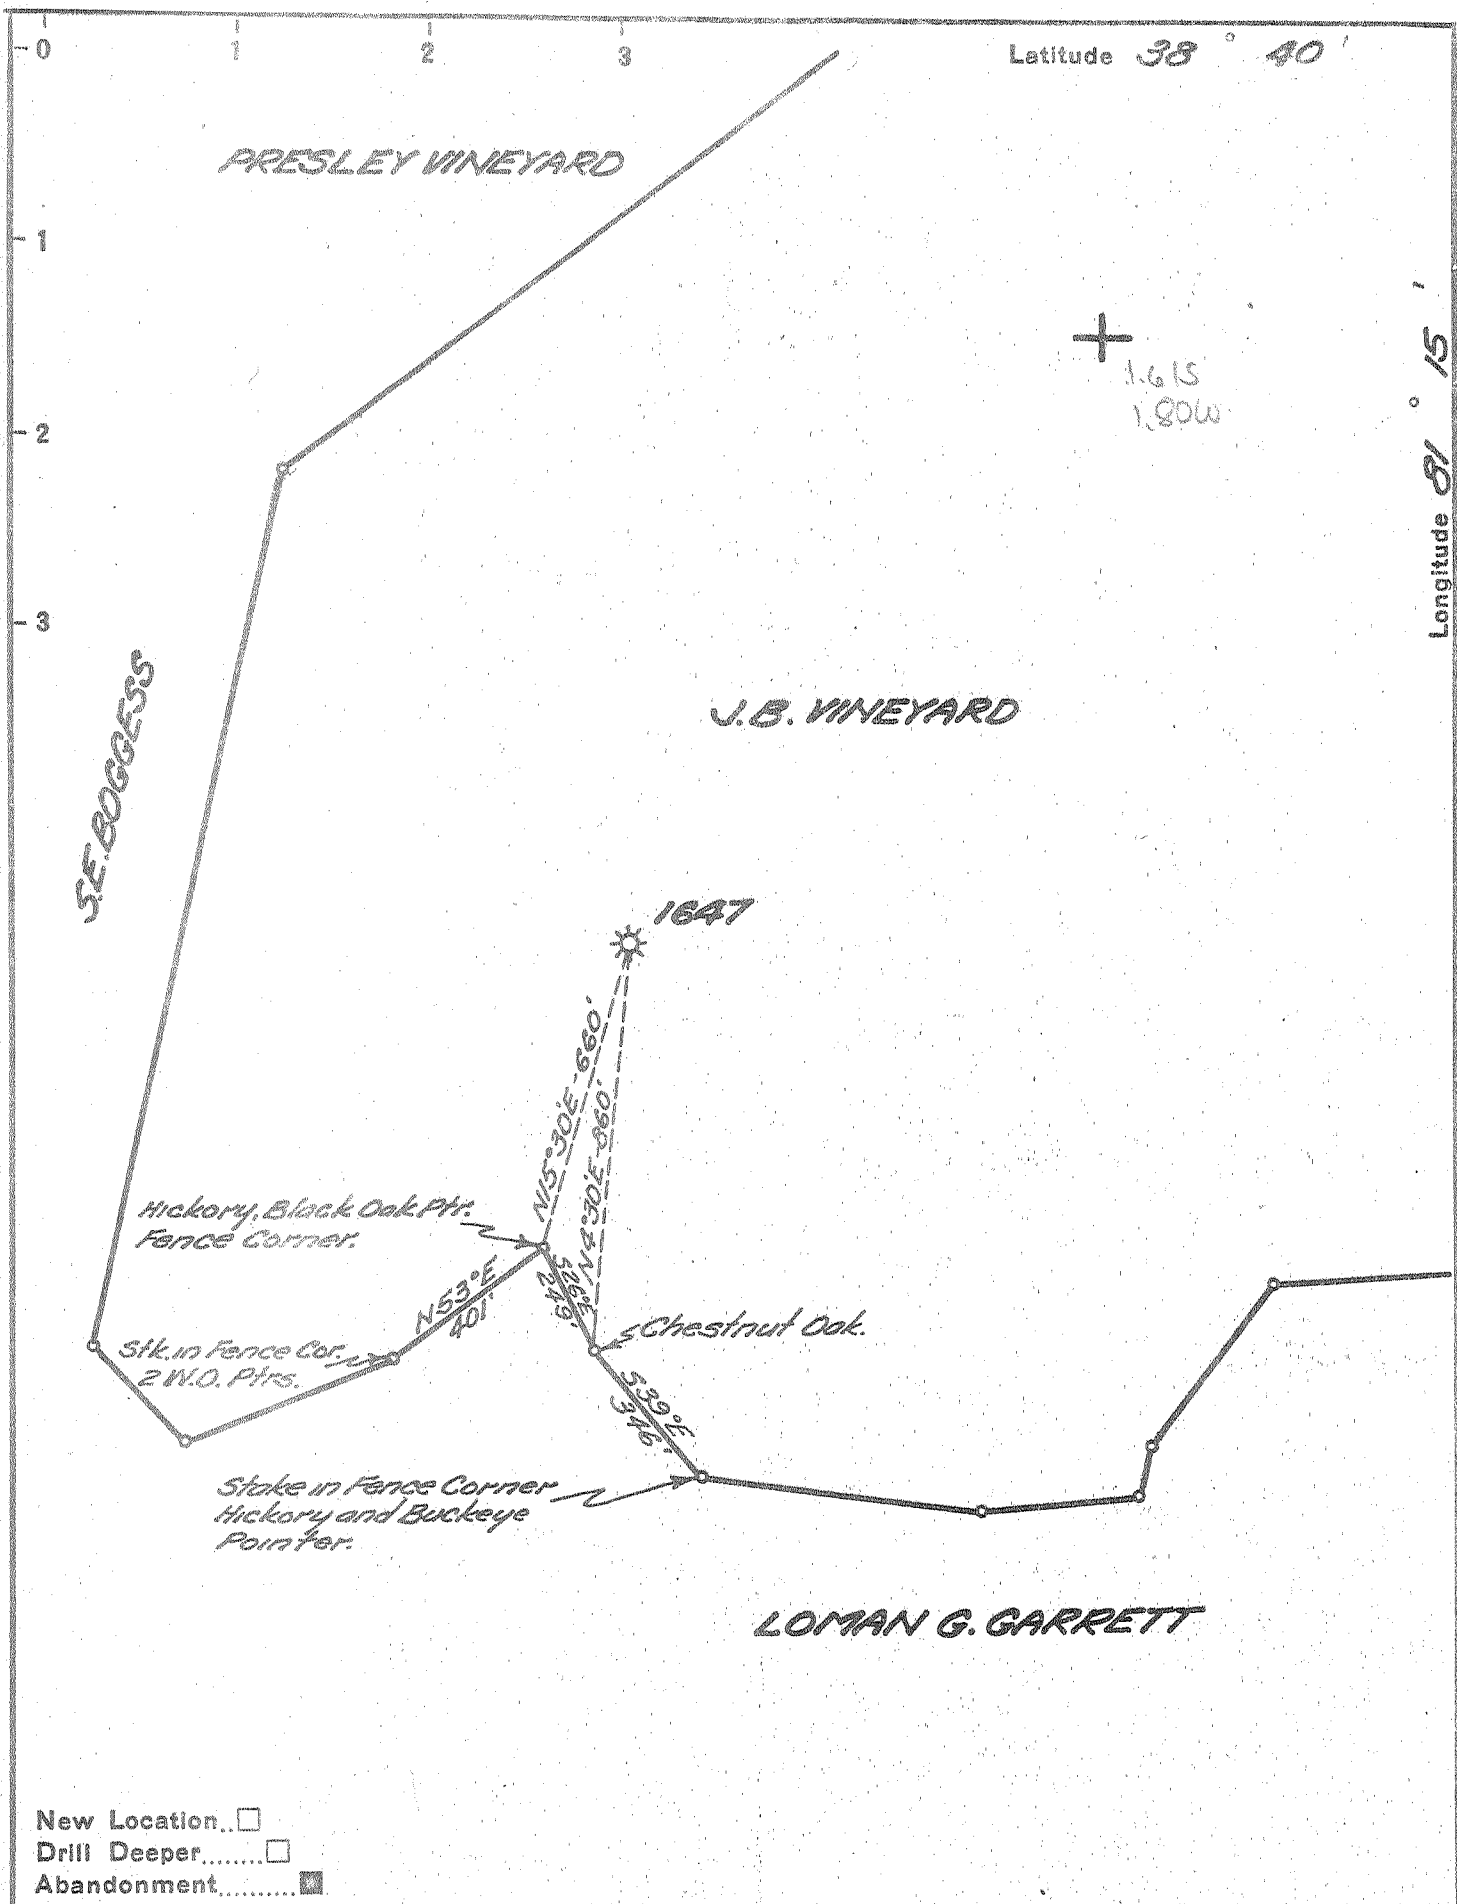 0 1 2 3 Latitude 38° 40'
PRESLEY VINEYARD
1
1.61S
1.80W
2
Longitude 81° 15'
3
S.E. BOGGESS
J.B. VINEYARD
1647
N15°30'E-660'
N4°30'E-860'
Hickory, Black Oak Ptr.
Fence Corner.
N53°E
401'
249'
Chestnut Oak.
Stk. in Fence Cor.
2 W.O. Ptrs.
S39°E
346'
Stake in Fence Corner
Hickory and Buckeye
Pointer.
LOMAN G. GARRETT
New Location..
Drill Deeper........
Abandonment..........